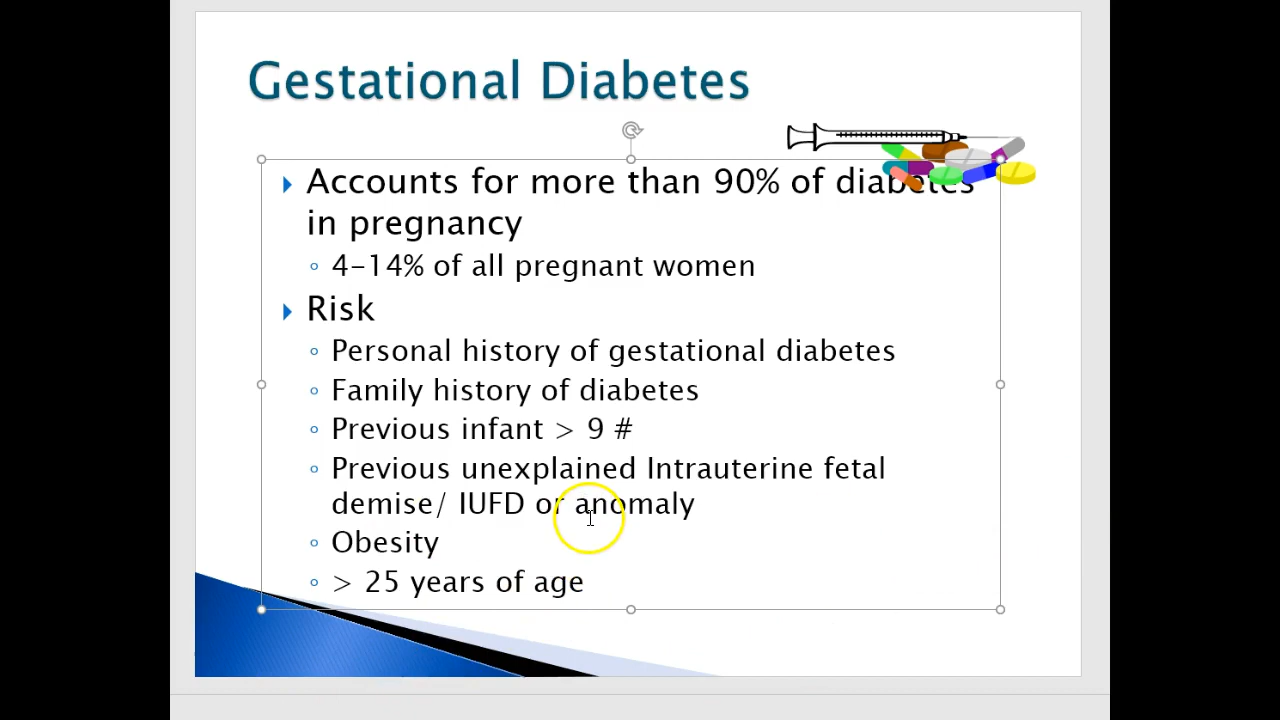 Gestational Diabetes
Accounts for more than 90% of diabetes
in pregnancy
4-14% of all pregnant women
Risk
Personal history of gestational diabetes
Family history of diabetes
Previous infant > 9 #
Previous unexplained Intrauterine fetal
demise/ IUFD or anomaly
Obesity
> 25 years of age